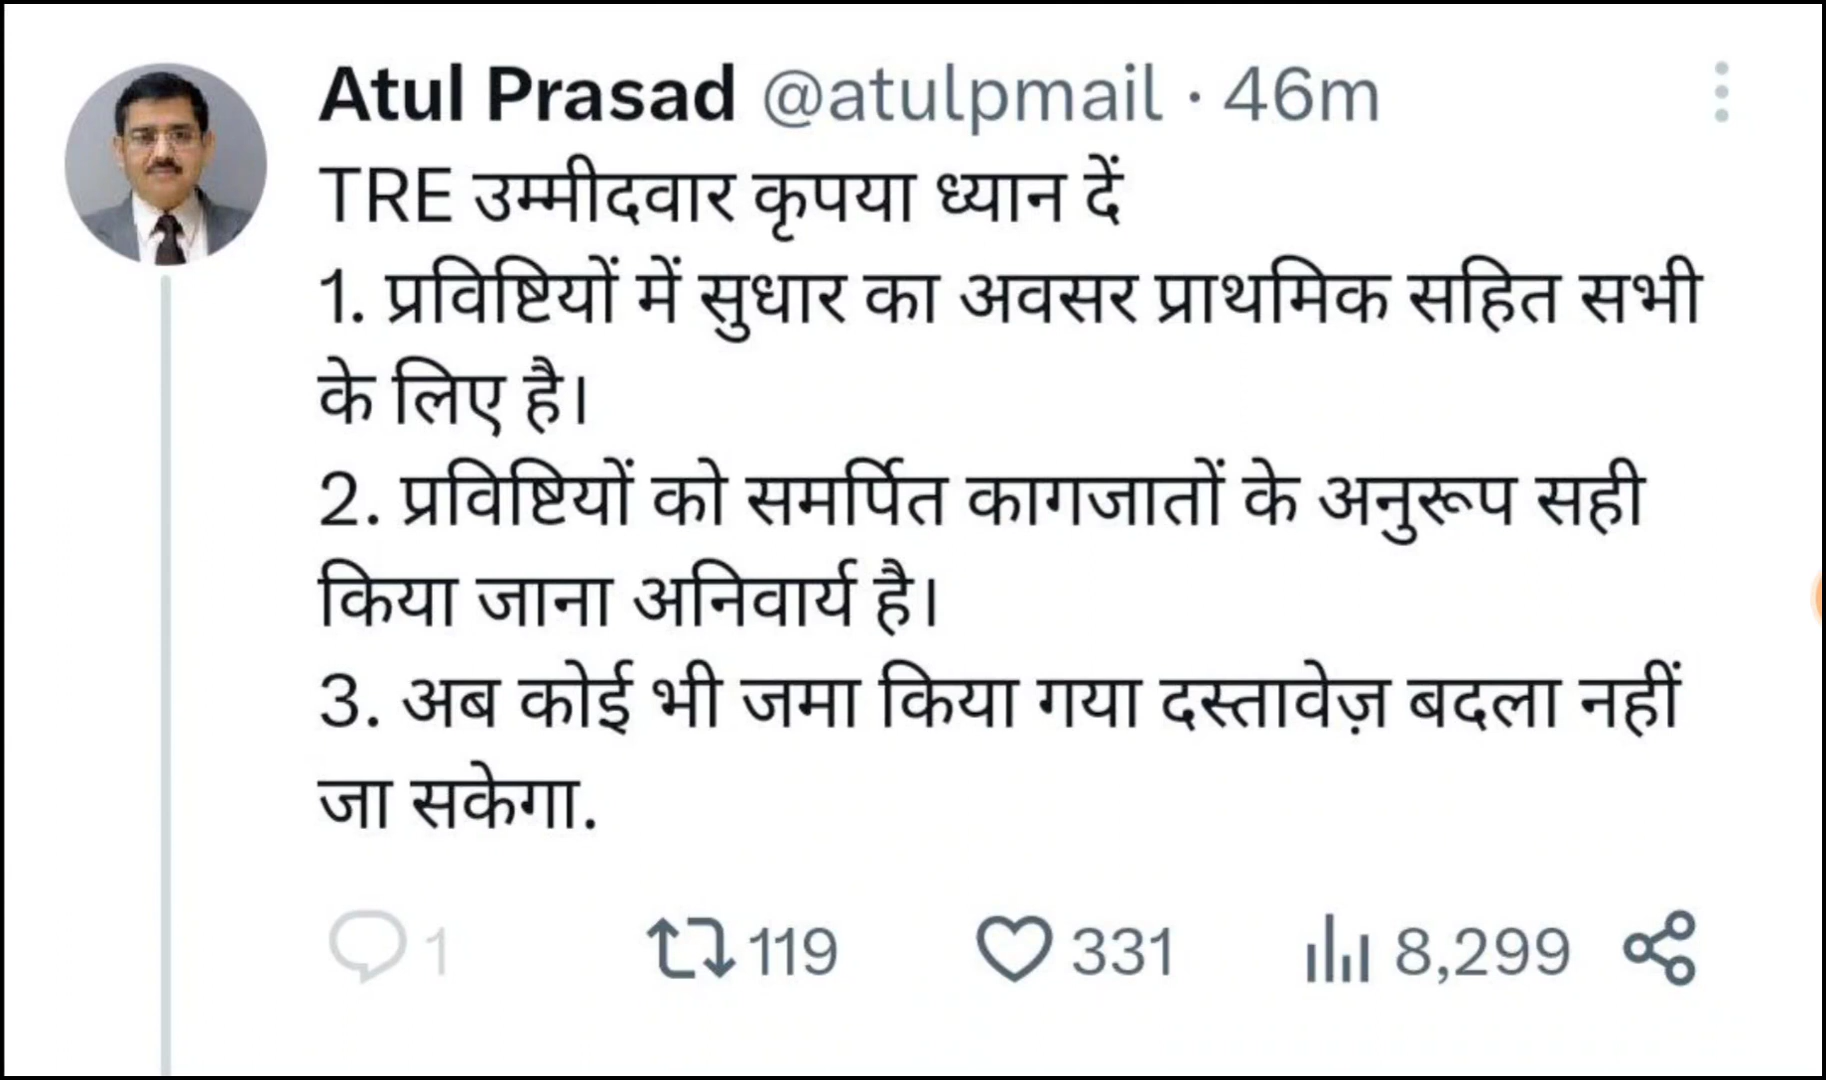 Atul Prasad @atulpmail · 46m
TRE उम्मीदवार कृपया ध्यान दें
1. प्रविष्टियों में सुधार का अवसर प्राथमिक सहित सभी
के लिए है।
2. प्रविष्टियों को समर्पित कागजातों के अनुरूप सही
किया जाना अनिवार्य है।
3. अब कोई भी जमा किया गया दस्तावेज़ बदला नहीं
जा सकेगा.
1 119 331 8,299